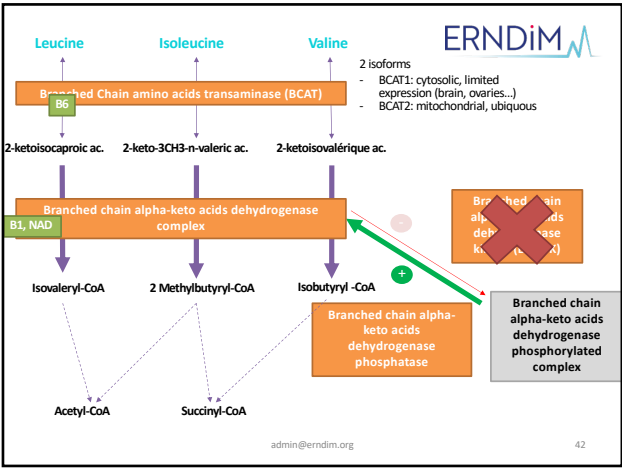 Leucine
Isoleucine
Valine
ERNDiM
2 isoforms
- BCAT1: cytosolic, limited
expression (brain, ovaries...)
- BCAT2: mitochondrial, ubiquous
Branched Chain amino acids transaminase (BCAT)
B6
2-ketoisocaproic ac.
2-keto-3CH3-n-valeric ac.
2-ketoisovalérique ac.
Branched chain alpha-keto acids dehydrogenase
complex
B1, NAD
-
+
Isovaleryl-CoA
2 Methylbutyryl-CoA
Isobutyryl -CoA
Branched chain alpha-
keto acids
dehydrogenase
phosphatase
Branched chain
alpha-keto acids
dehydrogenase
phosphorylated
complex
Acetyl-CoA
Succinyl-CoA
admin@erndim.org
42